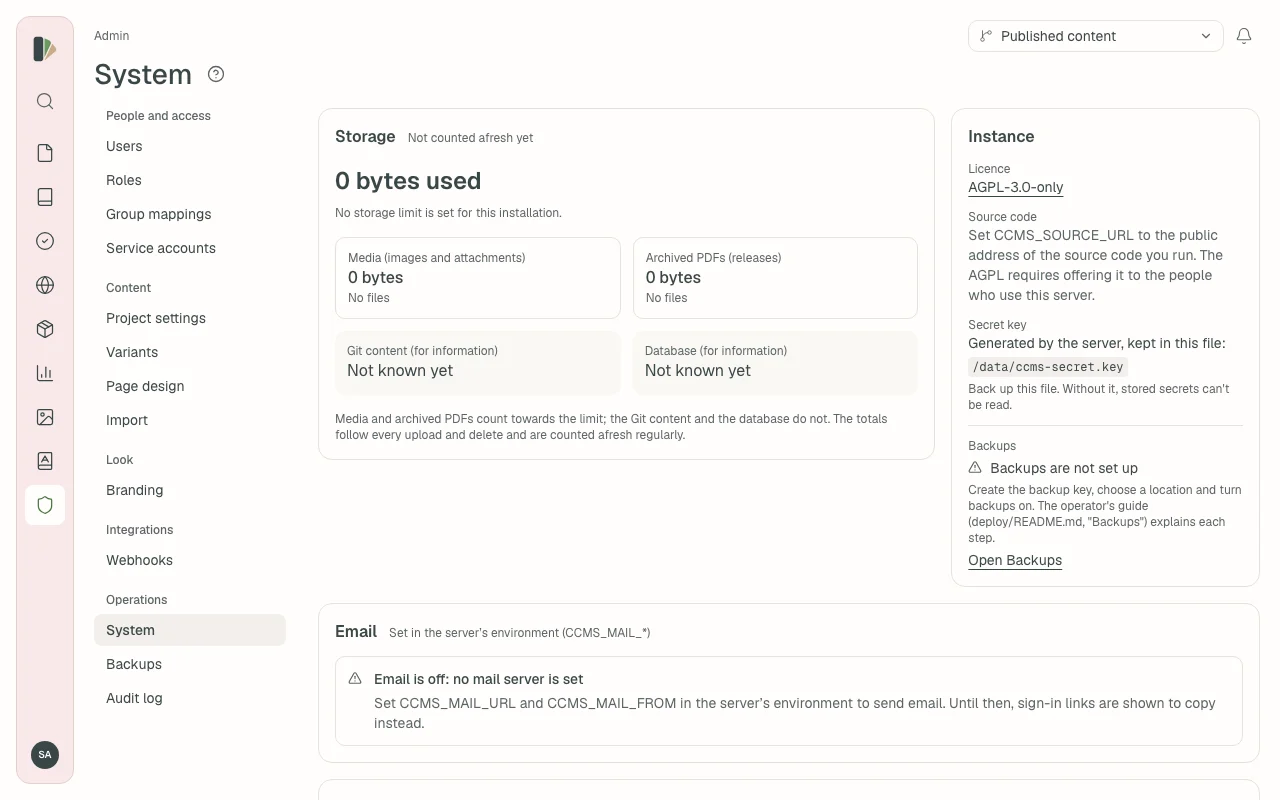 Admin
Published content
System
People and access
Users
Roles
Group mappings
Service accounts
Content
Project settings
Variants
Page design
Import
Look
Branding
Integrations
Webhooks
Operations
System
Backups
Audit log
SA
Storage Not counted afresh yet
0 bytes used
No storage limit is set for this installation.
Media (images and attachments)
0 bytes
No files
Archived PDFs (releases)
0 bytes
No files
Git content (for information)
Not known yet
Database (for information)
Not known yet
Media and archived PDFs count towards the limit; the Git content and the database do not. The totals
follow every upload and delete and are counted afresh regularly.
Instance
Licence
AGPL-3.0-only
Source code
Set CCMS_SOURCE_URL to the public
address of the source code you run. The
AGPL requires offering it to the people
who use this server.
Secret key
Generated by the server, kept in this file:
/data/ccms-secret.key
Back up this file. Without it, stored secrets can't
be read.
Backups
Backups are not set up
Create the backup key, choose a location and turn
backups on. The operator's guide
(deploy/README.md, "Backups") explains each
step.
Open Backups
Email Set in the server's environment (CCMS_MAIL_*)
Email is off: no mail server is set
Set CCMS_MAIL_URL and CCMS_MAIL_FROM in the server's environment to send email. Until then, sign-in links are shown to copy
instead.